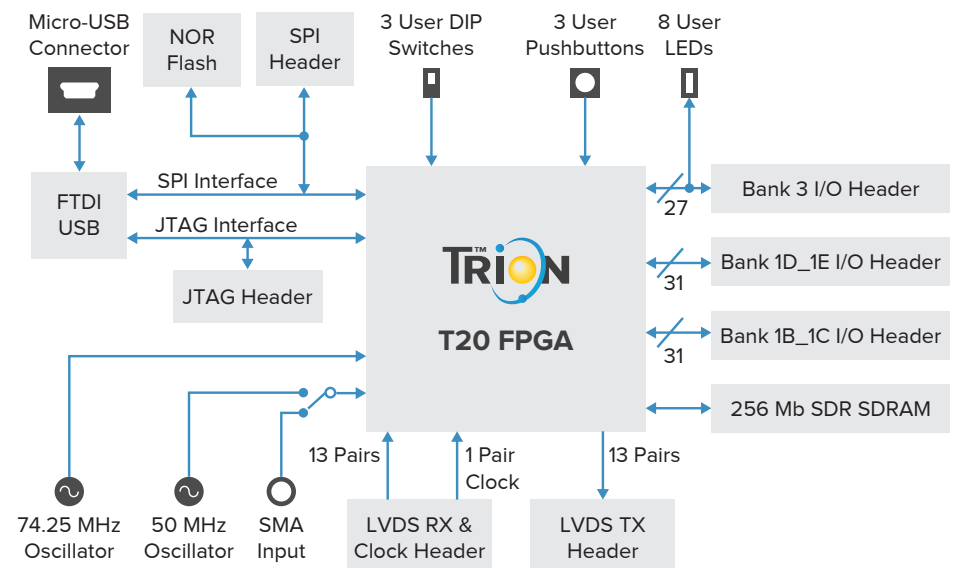 Micro-USB
Connector
NOR
Flash
SPI
Header
3 User DIP
Switches
3 User
Pushbuttons
8 User
LEDs
FTDI
USB
SPI Interface
JTAG Interface
JTAG Header
TRION™
T20 FPGA
27
Bank 3 I/O Header
31
Bank 1D_1E I/O Header
31
Bank 1B_1C I/O Header
256 Mb SDR SDRAM
13 Pairs
1 Pair
Clock
13 Pairs
74.25 MHz
Oscillator
50 MHz
Oscillator
SMA
Input
LVDS RX &
Clock Header
LVDS TX
Header